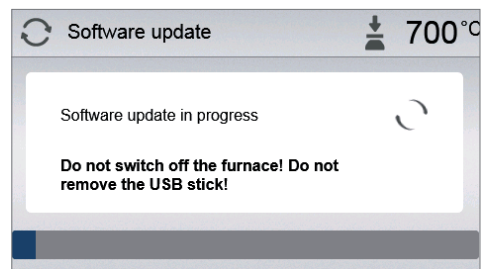 Software update
700°C
Software update in progress
Do not switch off the furnace! Do not
remove the USB stick!